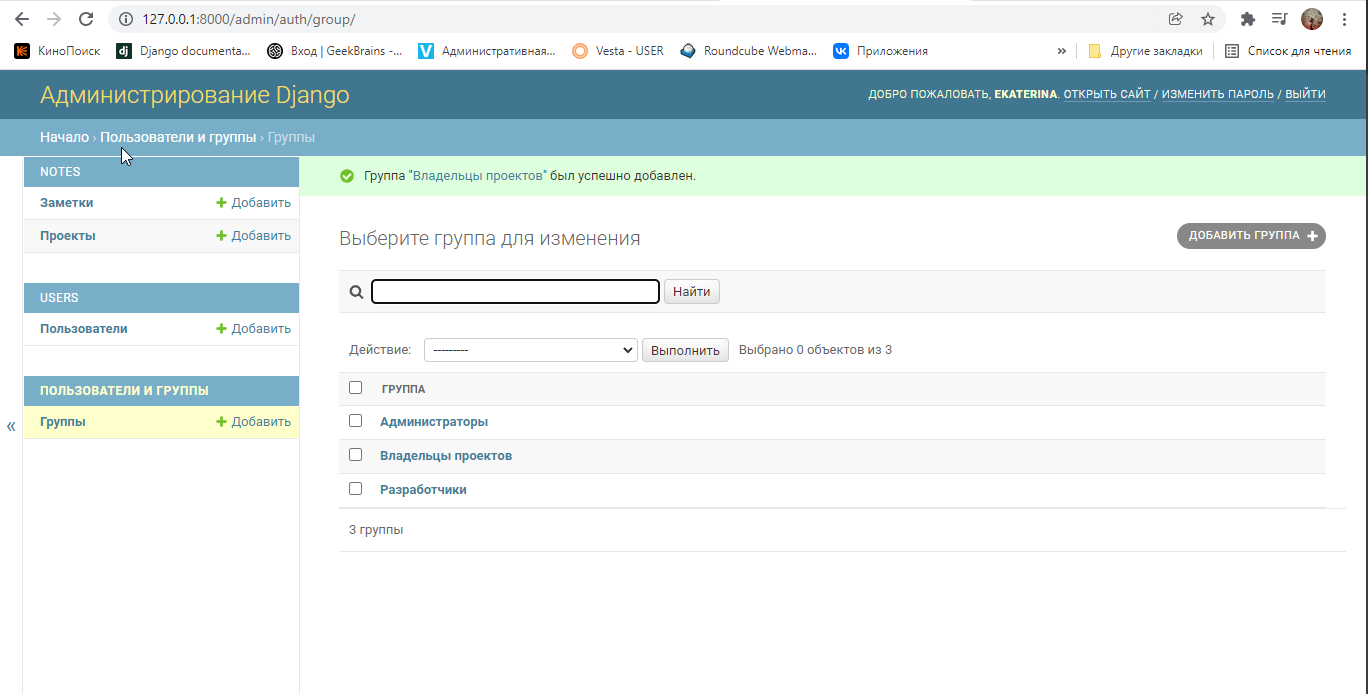 127.0.0.1:8000/admin/auth/group/
КиноПоиск dj Django documenta... Вход | GeekBrains -... V Административная... Vesta - USER Roundcube Webma... Приложения » Другие закладки Список для чтения
Администрирование Django
ДОБРО ПОЖАЛОВАТЬ, EKATERINA. ОТКРЫТЬ САЙТ / ИЗМЕНИТЬ ПАРОЛЬ / ВЫЙТИ
Начало › Пользователи и группы › Группы
NOTES
Заметки + Добавить
Проекты + Добавить
USERS
Пользователи + Добавить
ПОЛЬЗОВАТЕЛИ И ГРУППЫ
Группы + Добавить
«
Группа "Владельцы проектов" был успешно добавлен.
Выберите группа для изменения
ДОБАВИТЬ ГРУППА +
Найти
Действие: --------- Выполнить Выбрано 0 объектов из 3
ГРУППА
Администраторы
Владельцы проектов
Разработчики
3 группы